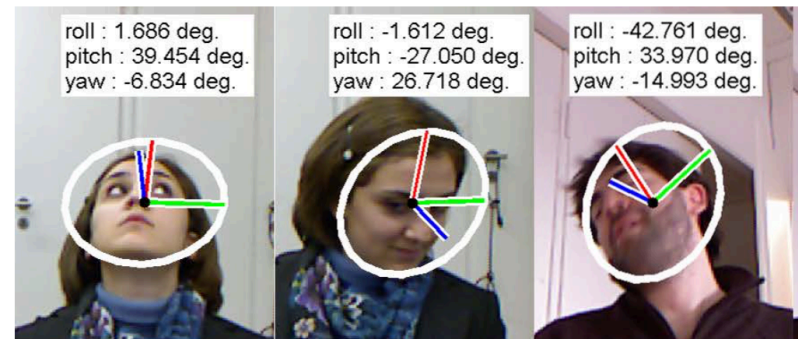 roll : 1.686 deg.
pitch : 39.454 deg.
yaw : -6.834 deg.
roll : -1.612 deg.
pitch : -27.050 deg.
yaw : 26.718 deg.
roll : -42.761 deg.
pitch : 33.970 deg.
yaw : -14.993 deg.